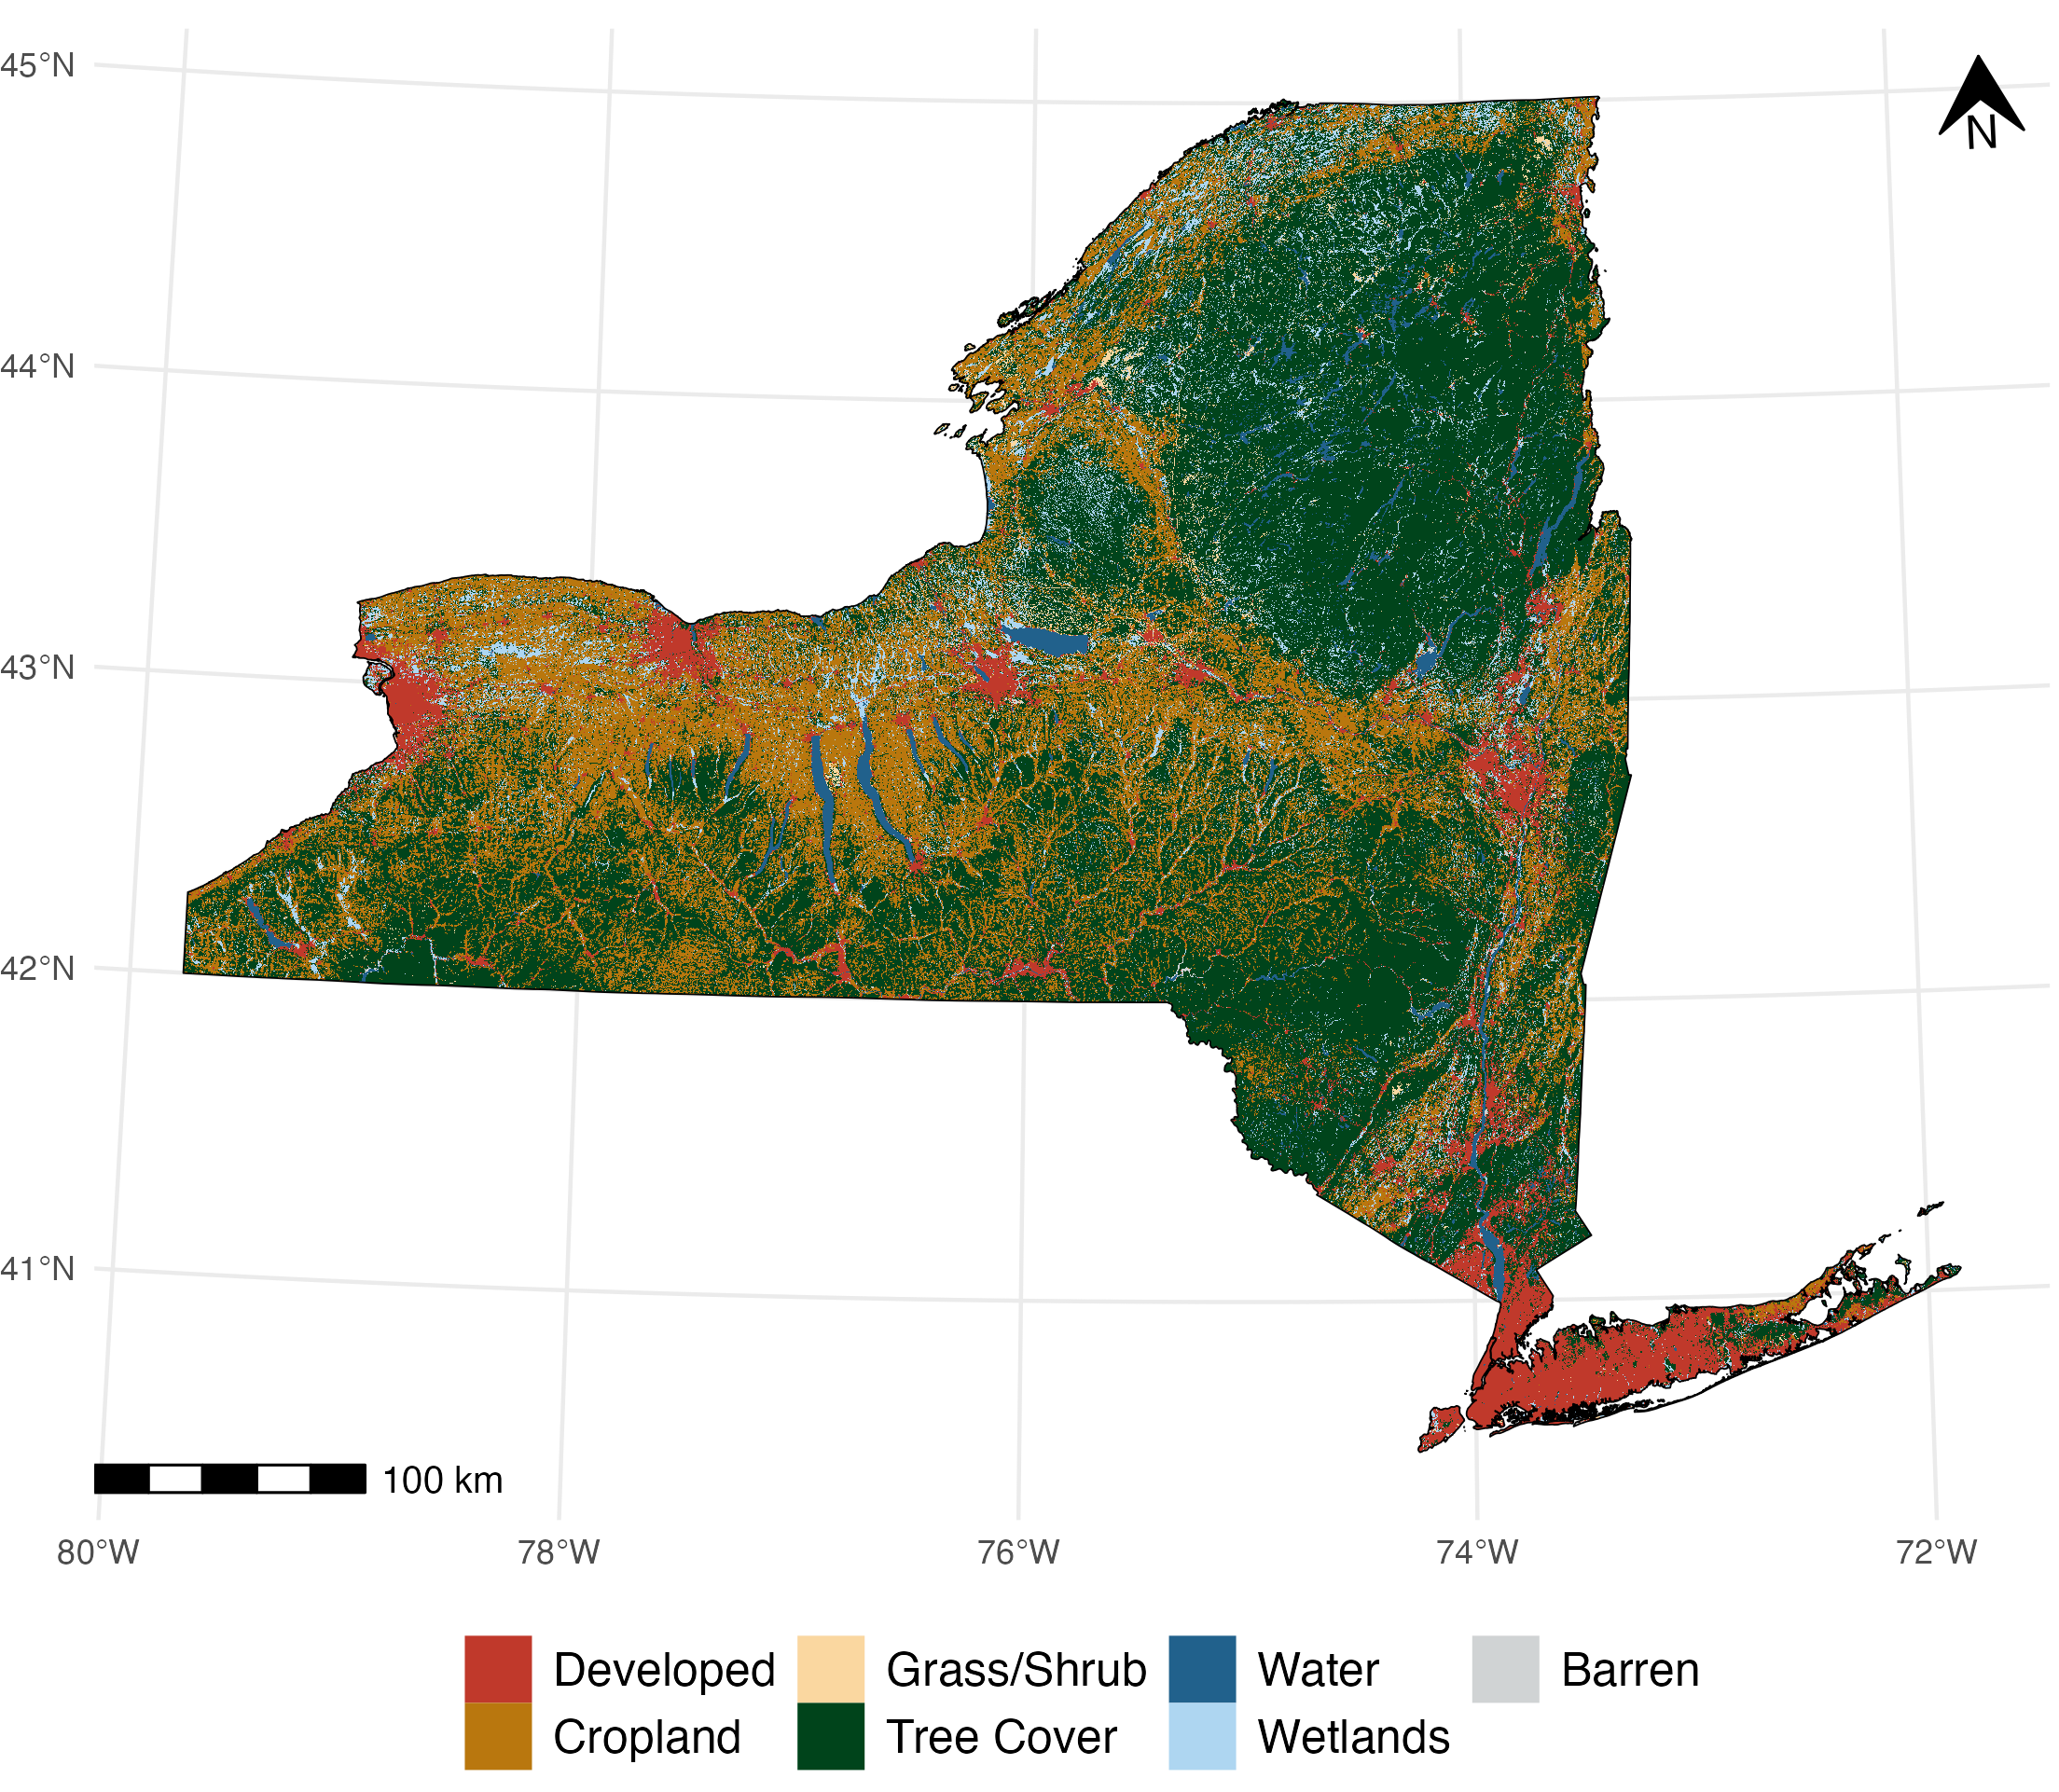 45°N
N
44°N
43°N
42°N
41°N
100 km
80°W 78°W 76°W 74°W 72°W
Developed Grass/Shrub Water Barren
Cropland Tree Cover Wetlands